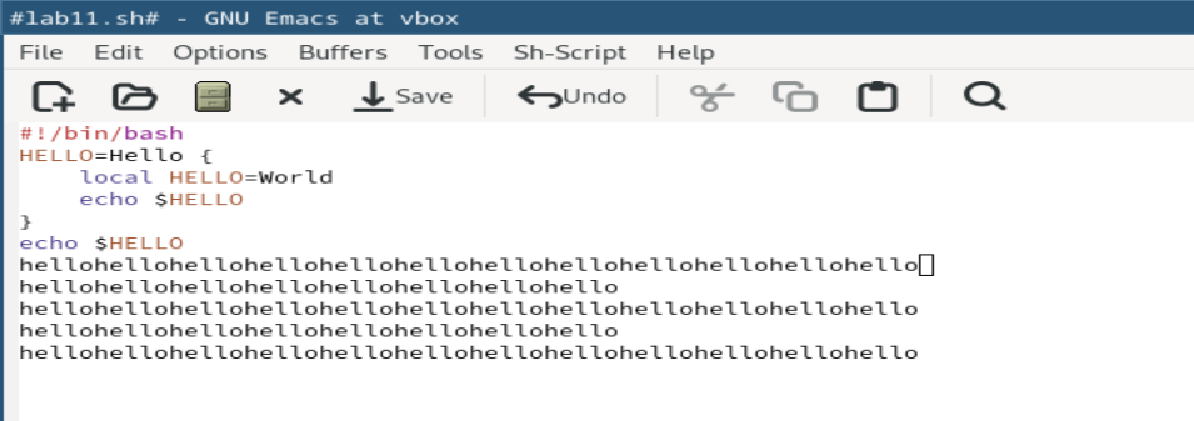 #lab11.sh# - GNU Emacs at vbox
File Edit Options Buffers Tools Sh-Script Help
Save Undo
#!/bin/bash
HELLO=Hello {
    local HELLO=World
    echo $HELLO
}
echo $HELLO
hellohellohellohellohellohellohellohellohellohellohellohello
hellohellohellohellohellohellohellohello
hellohellohellohellohellohellohellohellohellohellohellohello
hellohellohellohellohellohellohellohello
hellohellohellohellohellohellohellohellohellohellohellohello